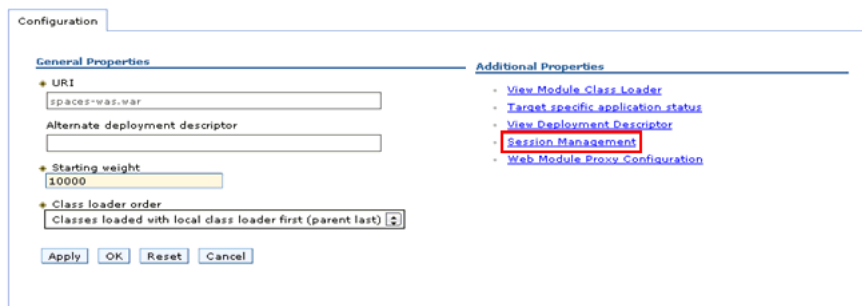 Configuration
General Properties
URI
spaces-was.war
Alternate deployment descriptor
Starting weight
10000
Class loader order
Classes loaded with local class loader first (parent last)
Apply OK Reset Cancel
Additional Properties
View Module Class Loader
Target specific application status
View Deployment Descriptor
Session Management
Web Module Proxy Configuration